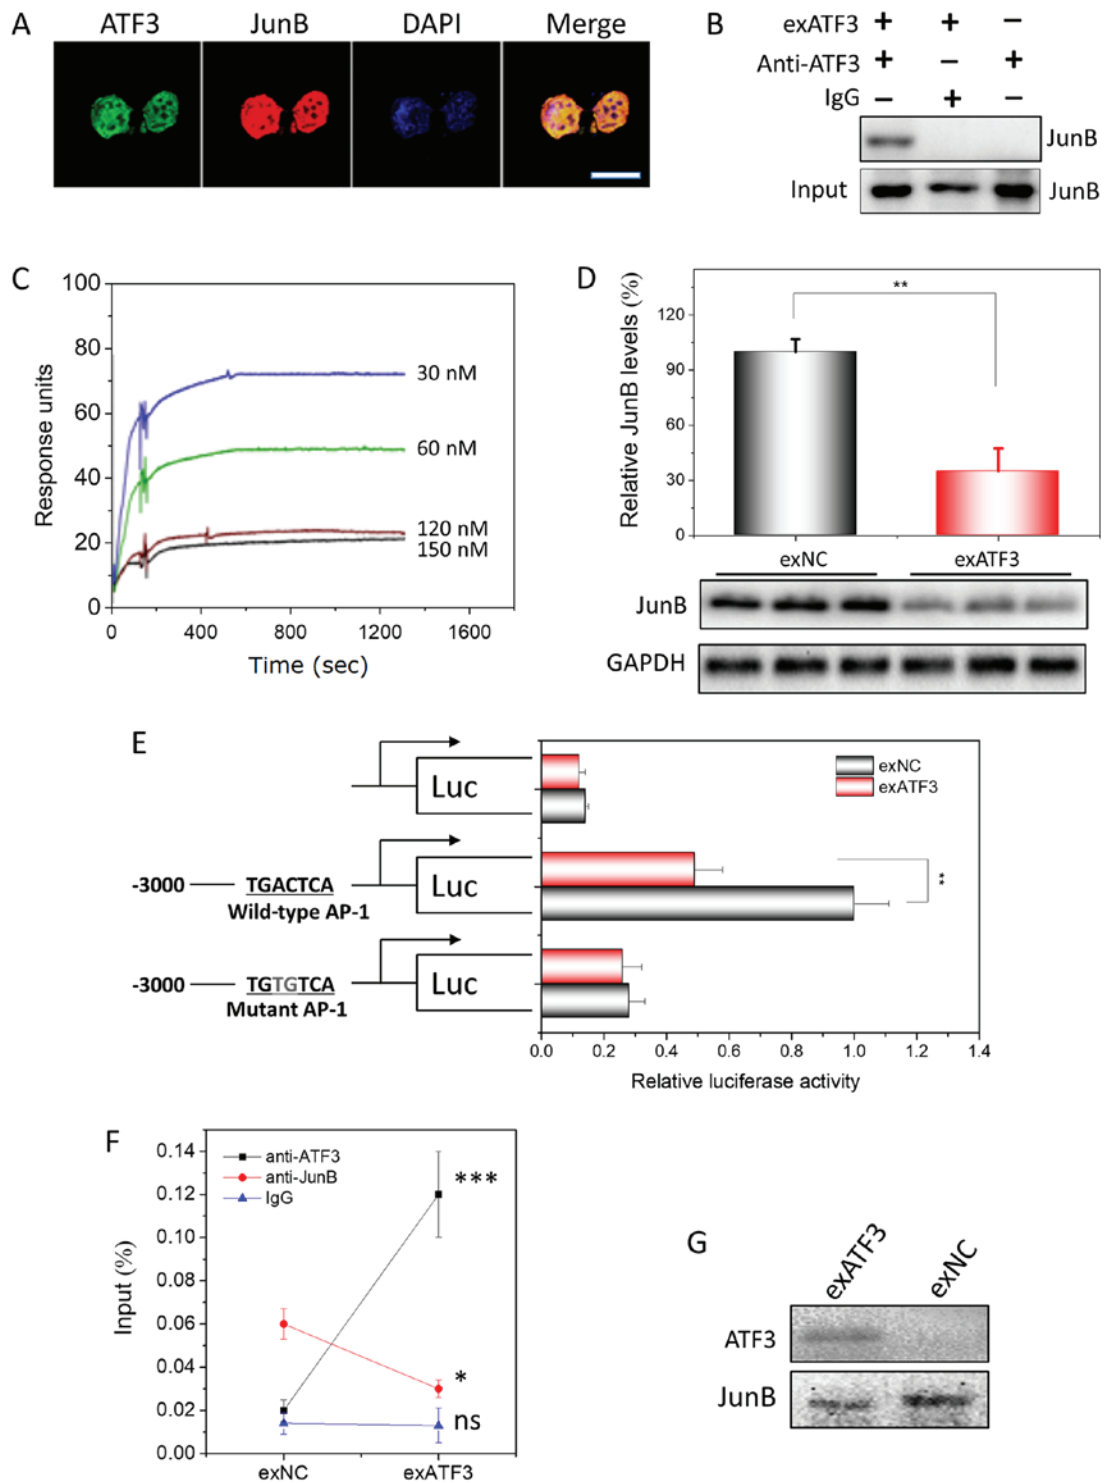 A
ATF3 JunB DAPI Merge
B
exATF3 + + −
Anti-ATF3 + − +
IgG − + −
JunB
Input JunB
C
Response units
100
80
60
40
20
0
30 nM
60 nM
120 nM
150 nM
0 400 800 1200 1600
Time (sec)
D
Relative JunB levels (%)
120
90
60
30
0
**
exNC exATF3
JunB
GAPDH
E
Luc
-3000 TGACTCA Luc
Wild-type AP-1
-3000 TGTGTCA Luc
Mutant AP-1
exNC
exATF3
**
0.0 0.2 0.4 0.6 0.8 1.0 1.2 1.4
Relative luciferase activity
F
Input (%)
0.14
0.12
0.10
0.08
0.06
0.04
0.02
0.00
anti-ATF3
anti-JunB
IgG
***
*
ns
exNC exATF3
G
exATF3 exNC
ATF3
JunB